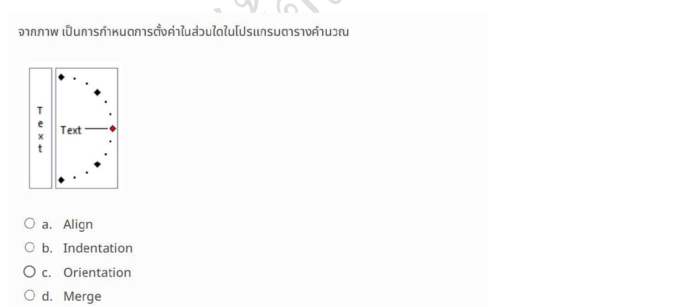 จากภาพ เป็นการกำหนดการตั้งค่าในส่วนใดในโปรแกรมตารางคำนวณ
T
e
x
t
Text
a. Align
b. Indentation
c. Orientation
d. Merge